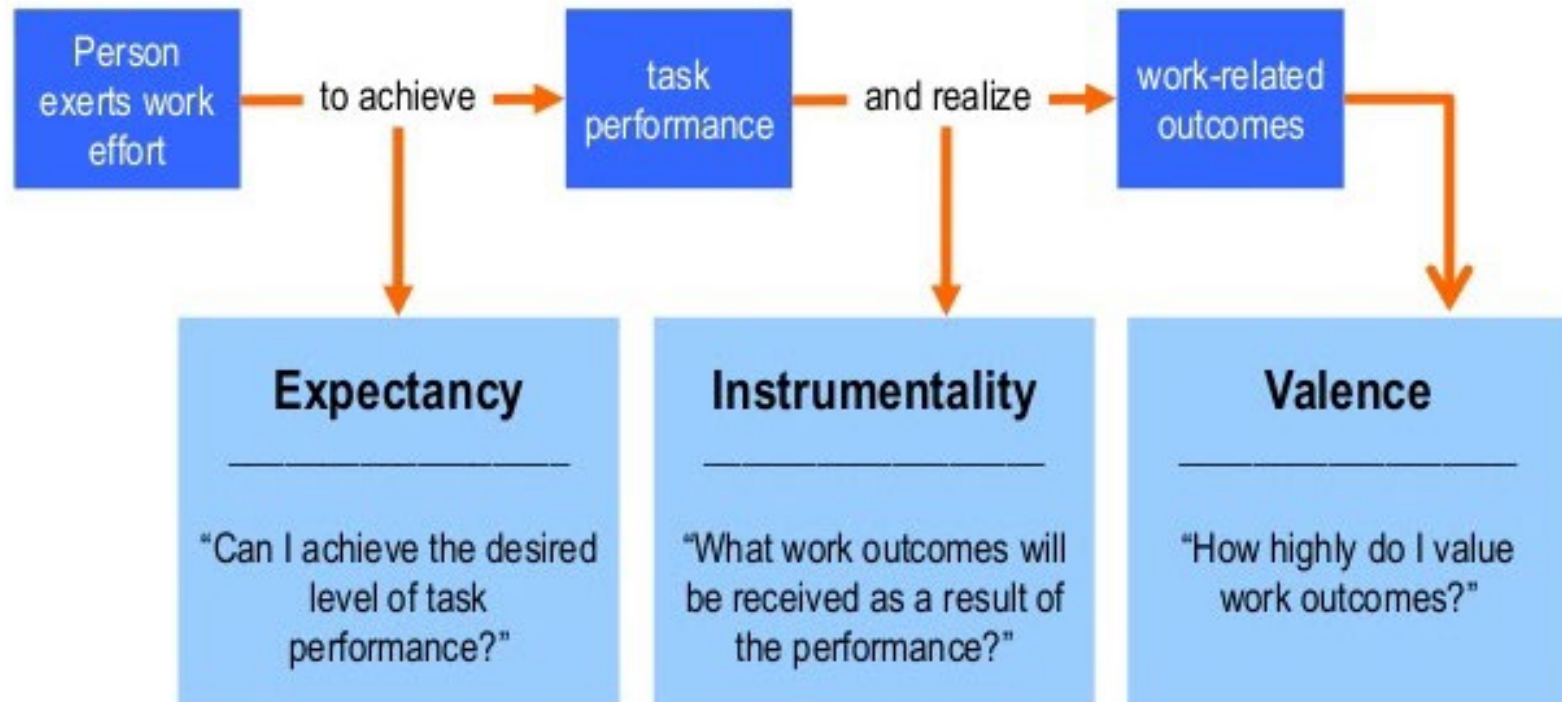 Person
exerts work
effort
to achieve
task
performance
and realize
work-related
outcomes
Expectancy
“Can I achieve the desired
level of task
performance?”
Instrumentality
“What work outcomes will
be received as a result of
the performance?”
Valence
“How highly do I value
work outcomes?”